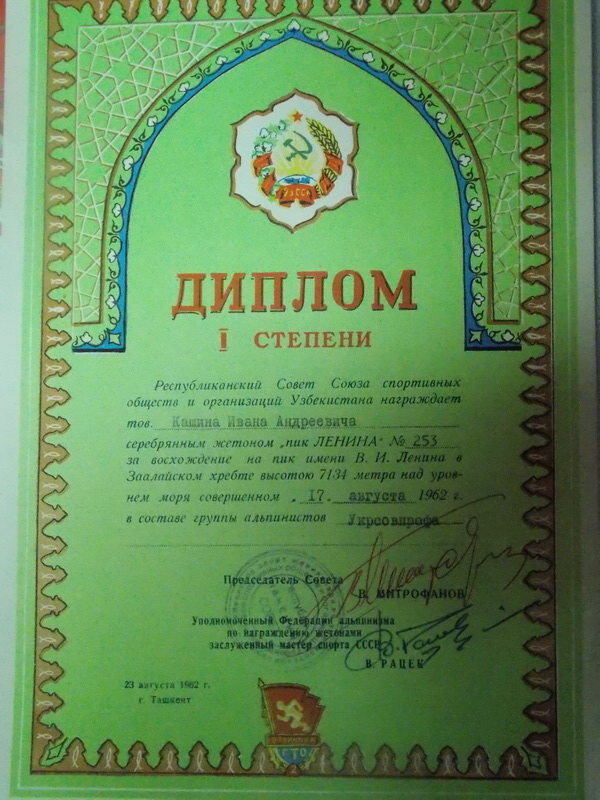 УзССР
ДИПЛОМ
I СТЕПЕНИ
Республиканский Совет Союза спортивных
обществ и организаций Узбекистана награждает
тов. Кашина Ивана Андреевича
серебрянным жетоном „пик ЛЕНИНА" № 253
за восхождение на пик имени В. И. Ленина в
Заалайском хребте высотою 7134 метра над уров-
нем моря совершенном „17. августа 1962 г.
в составе группы альпинистов Укрсовпрофа
Председатель Совета
В. МИТРОФАНОВ
Уполномоченный Федерации альпинизма
по награждению жетонами
заслуженный мастер спорта СССР
В. РАЦЕК
23 августа 1962 г.
г. Ташкент
ГТО